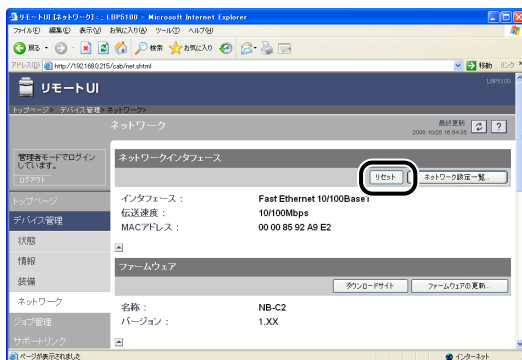 リモートUI [ネットワーク] : : LBP5100 - Microsoft Internet Explorer
ファイル(F) 編集(E) 表示(V) お気に入り(A) ツール(T) ヘルプ(H)
戻る 検索 お気に入り
アドレス(D) http://192.168.0.215/cab/net.shtml 移動 リンク
リモートUI LBP5100
トップページ> デバイス管理> ネットワーク>
ネットワーク 最終更新
2006 10/25 16:54:35 ?
管理者モードでログイン
しています。
ログアウト
ネットワークインタフェース
リセット ネットワーク設定一覧...
トップページ
インタフェース : Fast Ethernet 10/100BaseT
デバイス管理
伝送速度 : 10/100Mbps
MACアドレス : 00 00 85 92 A9 E2
状態
情報
ファームウェア
装備
ダウンロードサイト ファームウェアの更新...
ネットワーク
名称 : NB-C2
ジョブ管理
バージョン : 1.XX
サポートリンク
ページが表示されました インターネット